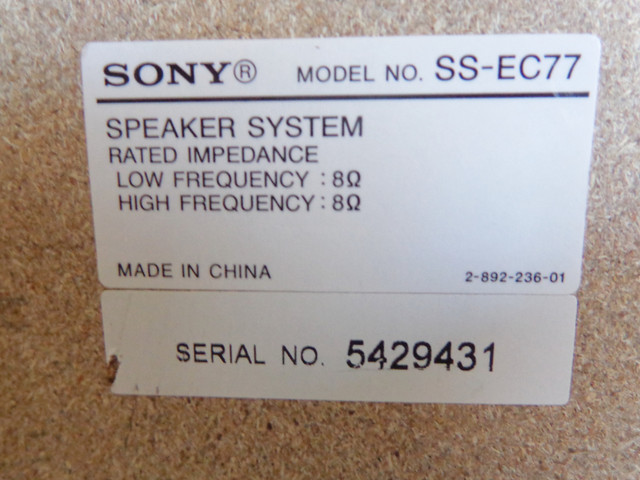 SONY® MODEL NO. SS-EC77
SPEAKER SYSTEM
RATED IMPEDANCE
LOW FREQUENCY : 8Ω
HIGH FREQUENCY : 8Ω
MADE IN CHINA 2-892-236-01
SERIAL NO. 5429431